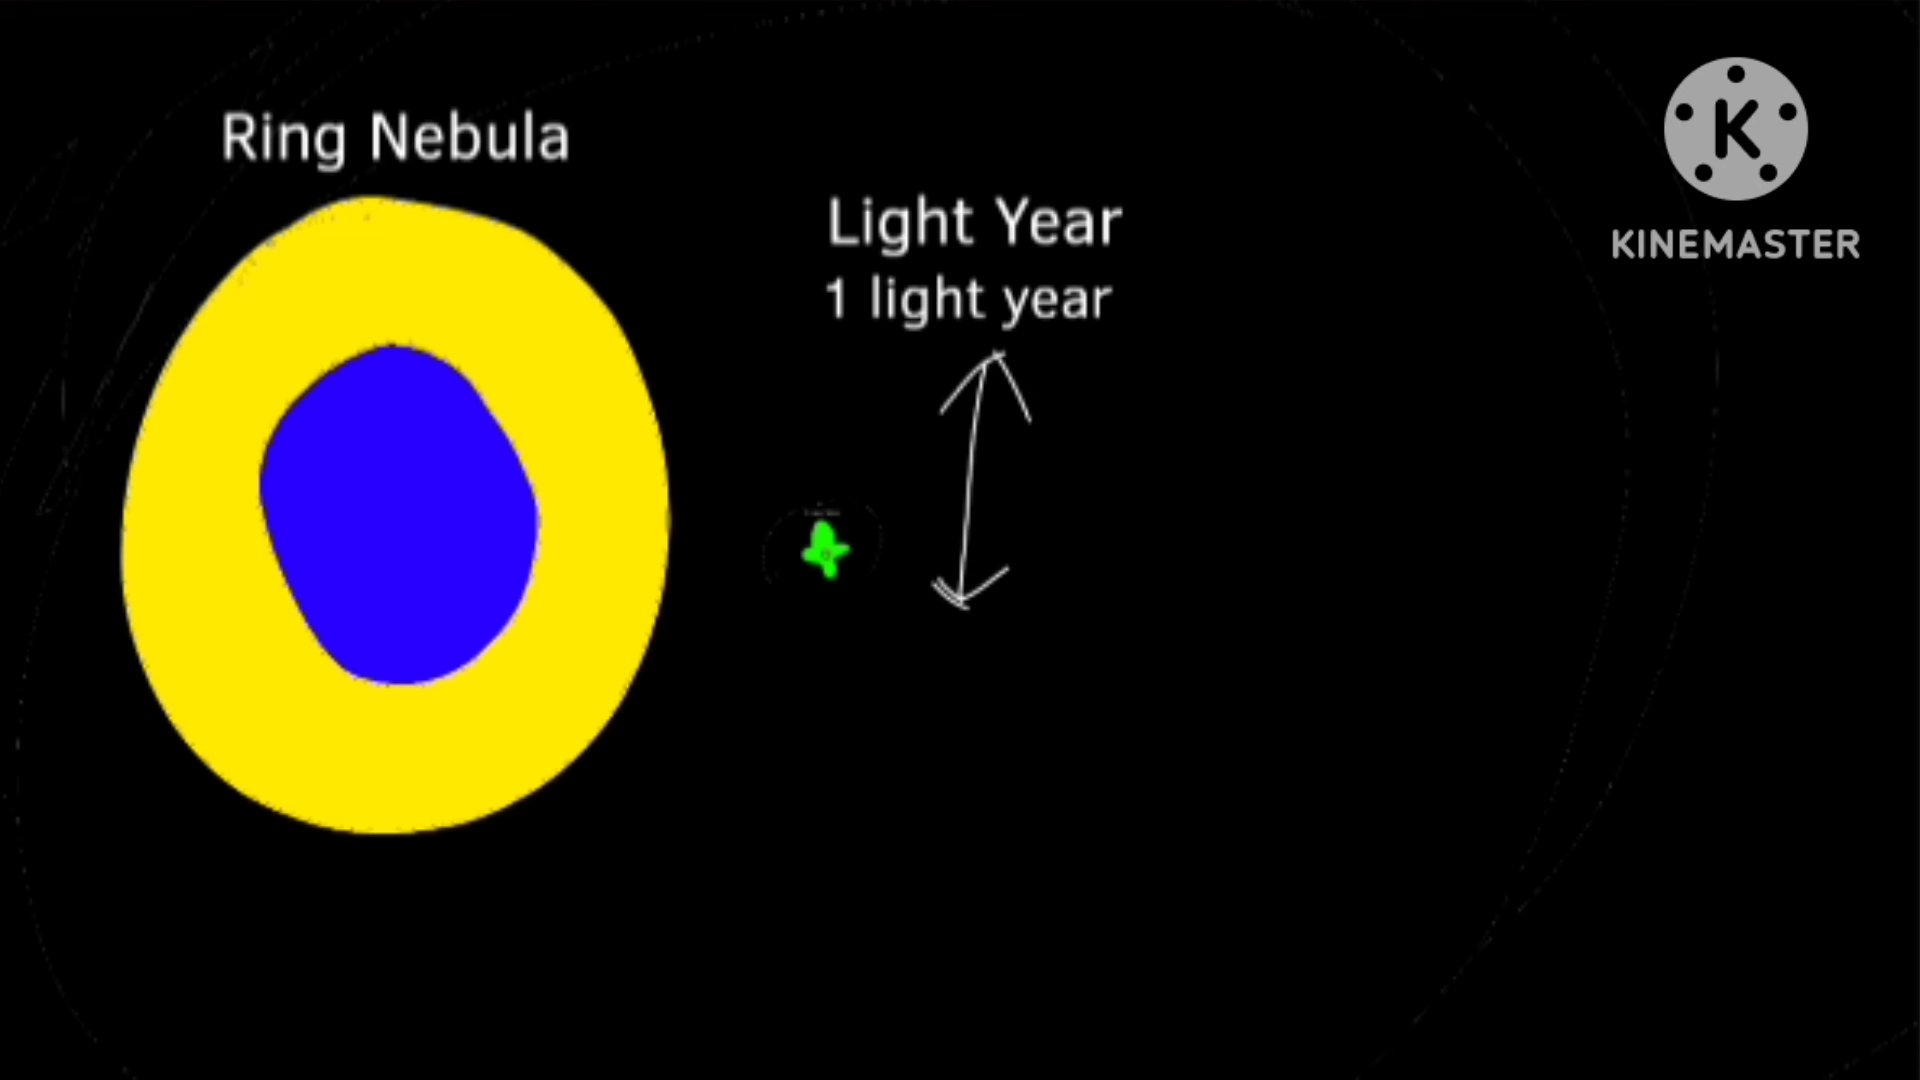 Ring Nebula
Light Year
1 light year
K
KINEMASTER